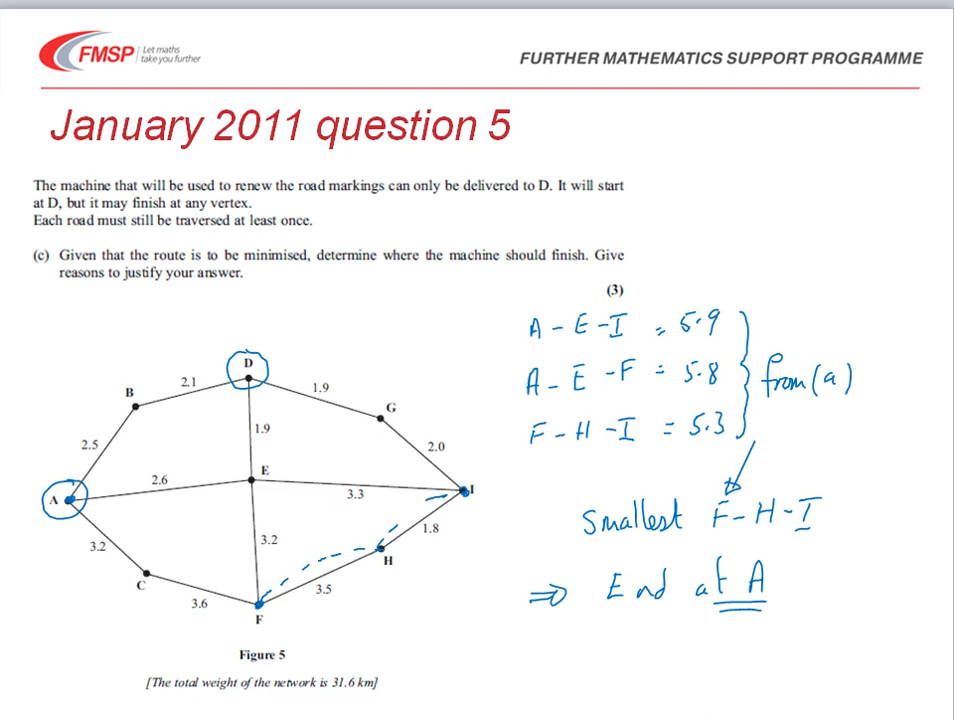 FMSP
Let maths
take you further
FURTHER MATHEMATICS SUPPORT PROGRAMME
January 2011 question 5
The machine that will be used to renew the road markings can only be delivered to D. It will start
at D, but it may finish at any vertex.
Each road must still be traversed at least once.
(c) Given that the route is to be minimised, determine where the machine should finish. Give
reasons to justify your answer.
(3)
A - E - I = 5.9
A - E - F = 5.8
F - H - I = 5.3
from (a)
Smallest F - H - I
⇒ End at A
D
B
2.1
1.9
G
1.9
2.5
2.0
E
2.6
A
3.3
I
3.2
3.2
1.8
H
C
3.5
3.6
F
Figure 5
[The total weight of the network is 31.6 km]